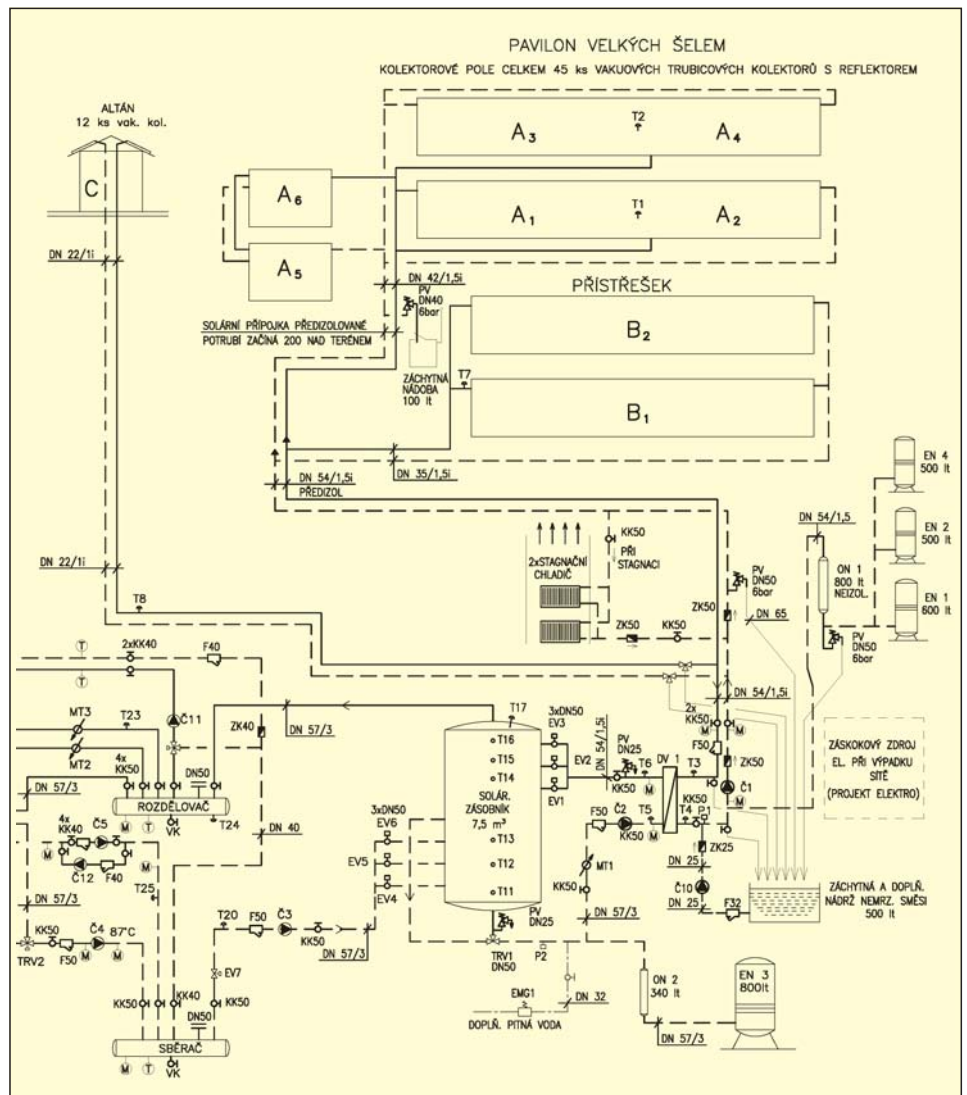 PAVILON VELKÝCH ŠELEM
KOLEKTOROVÉ POLE CELKEM 45 ks VAKUOVÝCH TRUBICOVÝCH KOLEKTORŮ S REFLEKTOREM
ALTÁN
12 ks vak. kol.
C
A3
T2
A4
A6
A1
T1
A2
A5
DN 22/1i
DN 42/1,5i
PV
DN40
6bar
PŘÍSTŘEŠEK
SOLÁRNÍ PŘÍPOJKA PŘEDIZOLOVANÉ
POTRUBÍ ZAČÍNÁ 200 NAD TERÉNEM
B2
ZÁCHYTNÁ
NÁDOBA
100 lt
T7
B1
DN 35/1,5i
DN 54/1,5i
PŘEDIZOL
EN 4
500 lt
DN 54/1,5
EN 2
500 lt
KK50
PŘI
STAGNACI
2xSTAGNAČNÍ
CHLADIČ
DN 22/1i
PV
DN50
6bar
ON 1
800 lt
NEIZOL.
EN 1
600 lt
T8
ZK50
DN 65
ZK50
KK50
PV
DN50
6bar
2xKK40
T
F40
T
DN 54/1,5i
MT3
T23
Č11
ZK40
T17
3xDN50
EV3
DN 54/1,5i
2x
KK50
M
M
MT2
4x
KK50
DN50
DN 57/3
T16
T15
T14
EV2
EV1
PV
DN25
T6
DV 1
T3
F50
ZK50
ZÁSKOKOVÝ ZDROJ
EL. PŘI VÝPADKU
SÍTĚ
(PROJEKT ELEKTRO)
DN 57/3
ROZDĚLOVAČ
SOLÁR.
ZÁSOBNÍK
7,5 m³
KK50
M
KK50
Č1
M
4x
KK40
Č5
M
T
VK
T24
3xDN50
EV6
F50
Č2
T5
T4
P1
KK50
M
M
Č12
F40
M
DN 40
EV5
T13
T12
T11
MT1
ZK25
DN 25
T25
EV4
KK50
Č10
DN 25
F32
ZÁCHYTNÁ A DOPLŇ.
NÁDRŽ NEMRZ. SMĚSI
500 lt
DN 57/3
T20
F50
Č3
KK50
DN 57/3
PV
DN25
DN 57/3
KK50
Č4
87°C
TRV2
F50
M
M
TRV1
DN50
P2
EV7
KK50
KK40
KK50
DN50
EMG1
DN 32
DOPLŇ. PITNÁ VODA
ON 2
340 lt
EN 3
800lt
SBĚRAČ
DN 57/3
M
T
VK